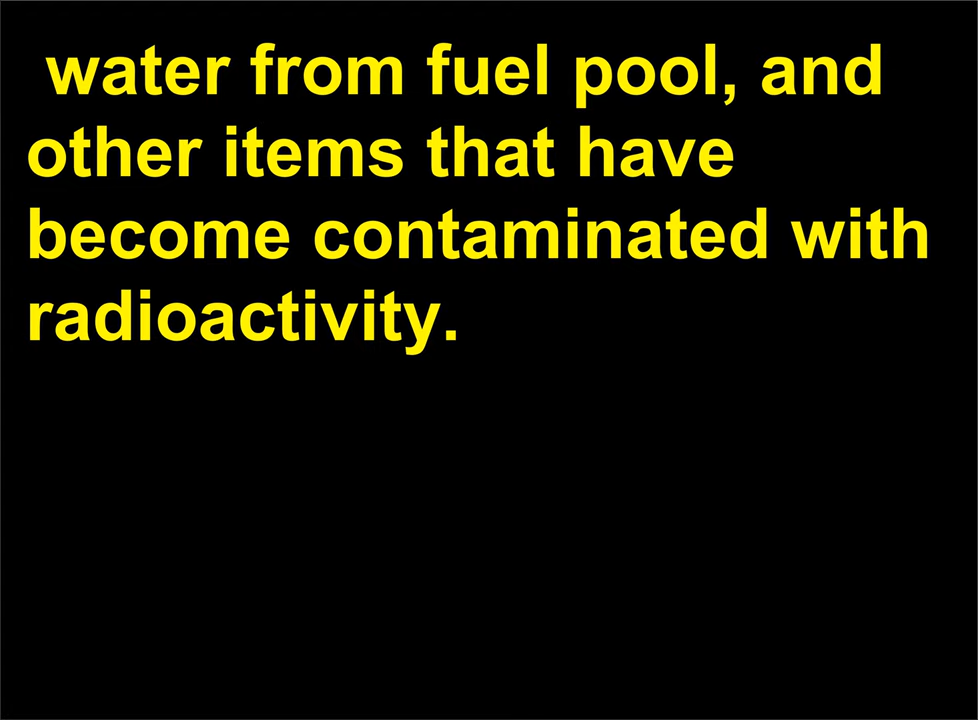 water from fuel pool, and
other items that have
become contaminated with
radioactivity.